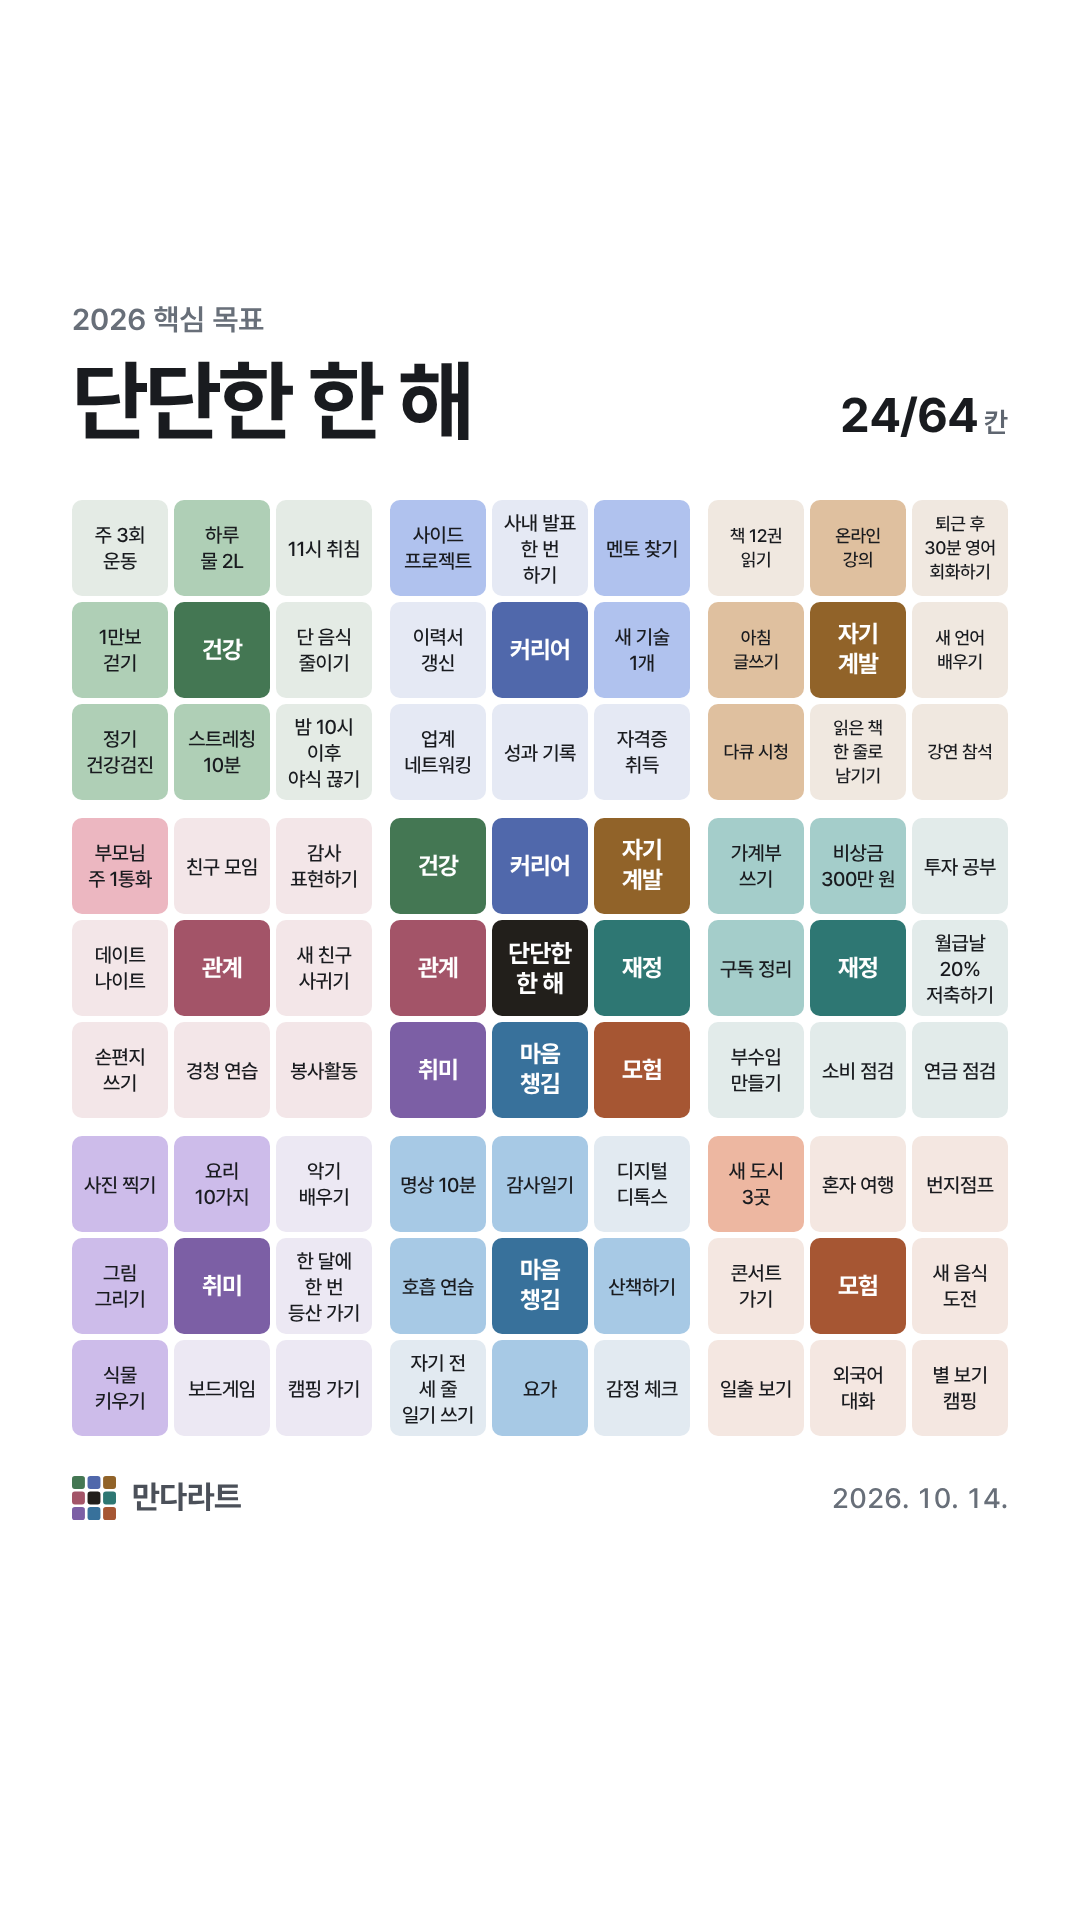 2026 핵심 목표
단단한 한 해
24/64 칸
주 3회
운동
하루
물 2L
11시 취침
1만보
걷기
건강
단 음식
줄이기
정기
건강검진
스트레칭
10분
밤 10시
이후
야식 끊기
사이드
프로젝트
사내 발표
한 번
하기
멘토 찾기
이력서
갱신
커리어
새 기술
1개
업계
네트워킹
성과 기록
자격증
취득
책 12권
읽기
온라인
강의
퇴근 후
30분 영어
회화하기
아침
글쓰기
자기
계발
새 언어
배우기
다큐 시청
읽은 책
한 줄로
남기기
강연 참석
부모님
주 1통화
친구 모임
감사
표현하기
데이트
나이트
관계
새 친구
사귀기
손편지
쓰기
경청 연습
봉사활동
건강
커리어
자기
계발
관계
단단한
한 해
재정
취미
마음
챙김
모험
가계부
쓰기
비상금
300만 원
투자 공부
구독 정리
재정
월급날
20%
저축하기
부수입
만들기
소비 점검
연금 점검
사진 찍기
요리
10가지
악기
배우기
그림
그리기
취미
한 달에
한 번
등산 가기
식물
키우기
보드게임
캠핑 가기
명상 10분
감사일기
디지털
디톡스
호흡 연습
마음
챙김
산책하기
자기 전
세 줄
일기 쓰기
요가
감정 체크
새 도시
3곳
혼자 여행
번지점프
콘서트
가기
모험
새 음식
도전
일출 보기
외국어
대화
별 보기
캠핑
만다라트
2026. 10. 14.